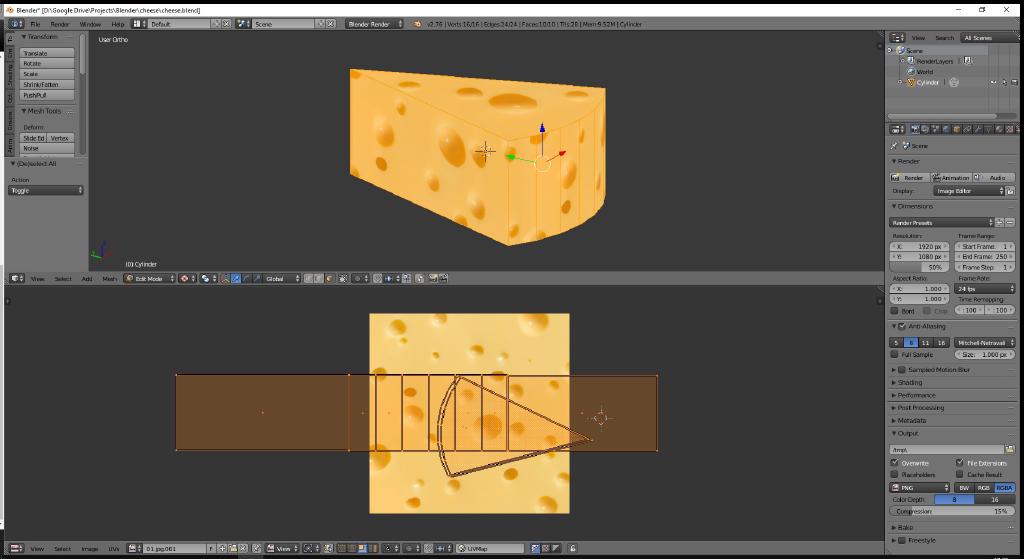 Blender* [D:\Google.Drive\Projects\Blender\cheese\cheese.blend]
File Render Window Help Default Scene Blender Render v2.76 | Verts:16/16 | Edges:24/24 | Faces:10/10 | Tris:28 | Mem:9.52M | Cylinder
Transform
Translate
Rotate
Scale
Shrink/Fatten
Push/Pull
Mesh Tools
Deform:
Slide Ed Vertex
Noise
(De)select All
Action
Toggle
User Ortho
(0) Cylinder
View Select Add Mesh Edit Mode Global
View Select Image UVs 01.jpg.001 F View UVMap
View Search All Scenes
Scene
RenderLayers
World
Cylinder
Scene
Render
Render Animation Audio
Display: Image Editor
Dimensions
Render Presets
Resolution: Frame Range:
X: 1920 px Start Frame: 1
Y: 1080 px End Frame: 250
50% Frame Step: 1
Aspect Ratio: Frame Rate:
X: 1.000 24 fps
Y: 1.000 Time Remapping:
Bord Crop :100 :100
Anti-Aliasing
5 8 11 16 Mitchell-Netravali
Full Sample Size: 1.000 px
Sampled Motion Blur
Shading
Performance
Post Processing
Metadata
Output
/tmp\
Overwrite File Extensions
Placeholders Cache Result
PNG BW RGB RGBA
Color Depth: 8 16
Compression: 15%
Bake
Freestyle